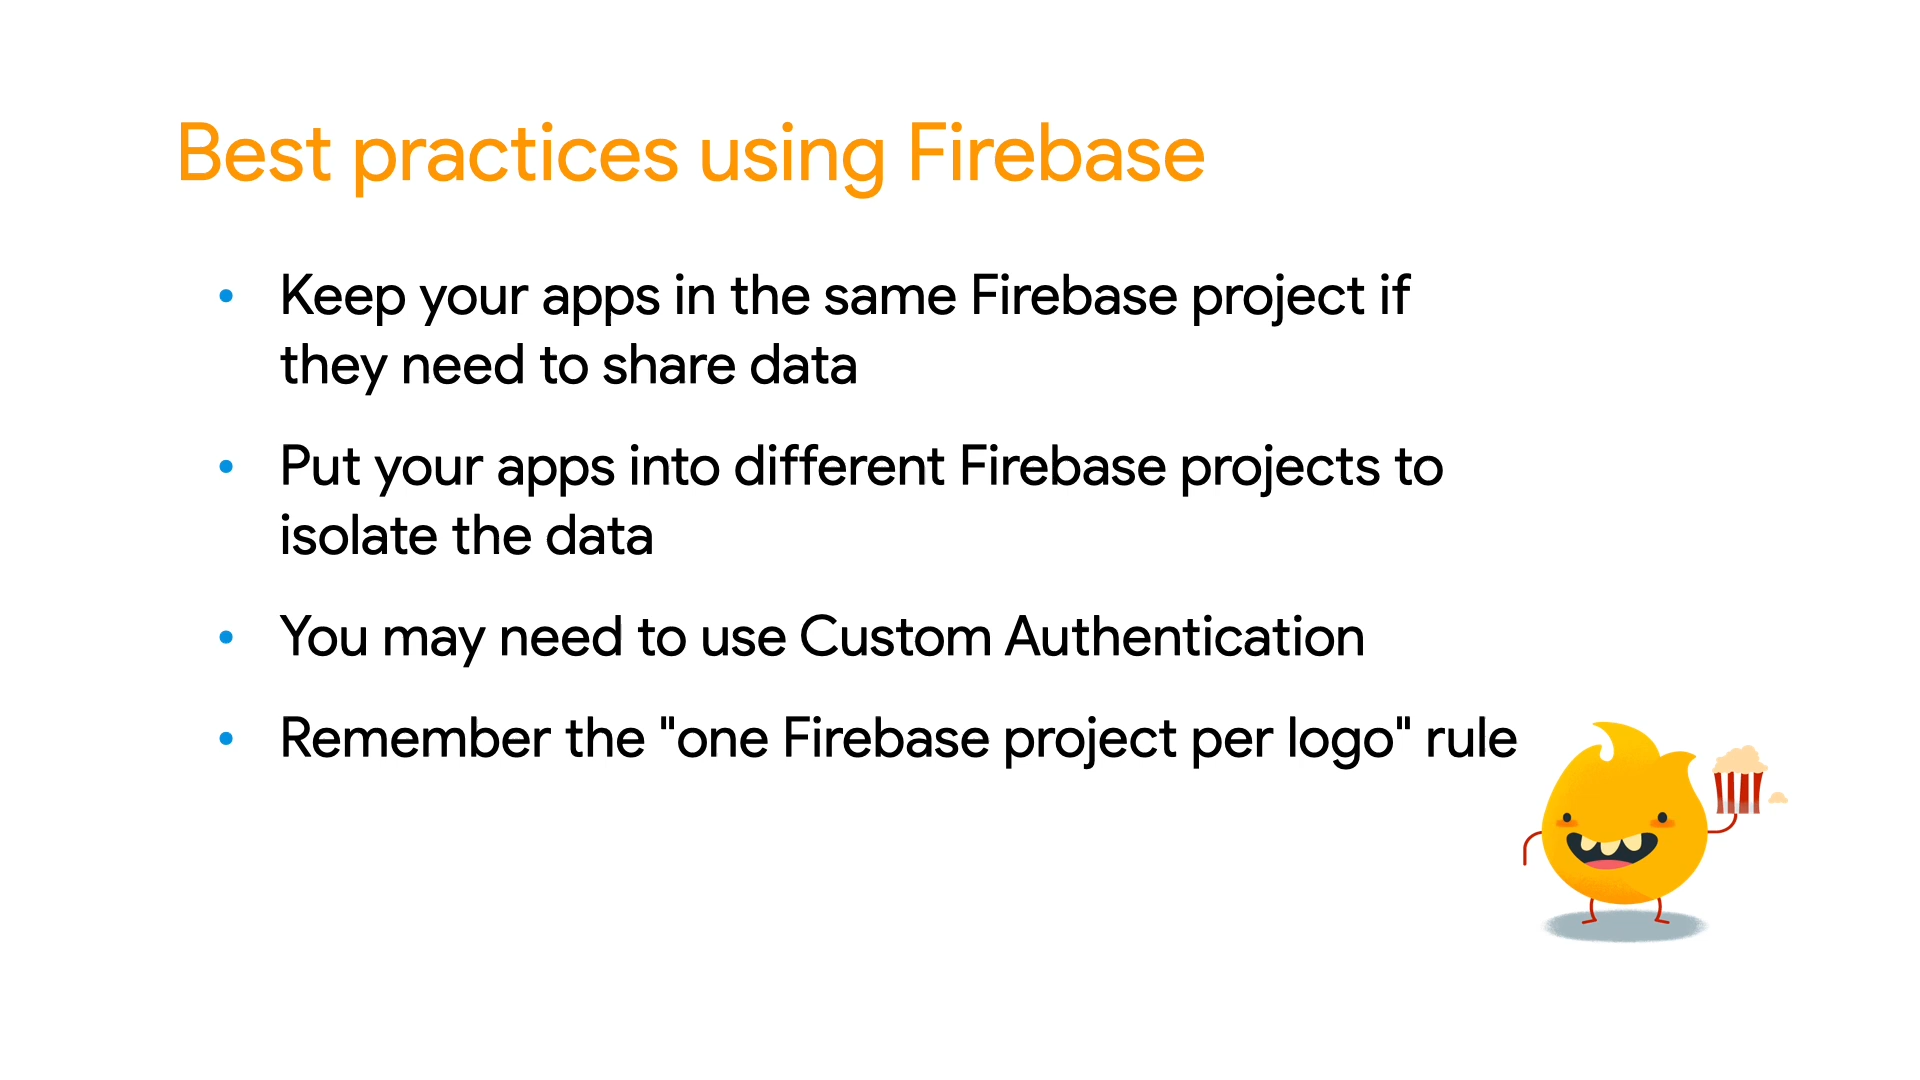 Best practices using Firebase
• Keep your apps in the same Firebase project if
they need to share data
• Put your apps into different Firebase projects to
isolate the data
• You may need to use Custom Authentication
• Remember the "one Firebase project per logo" rule